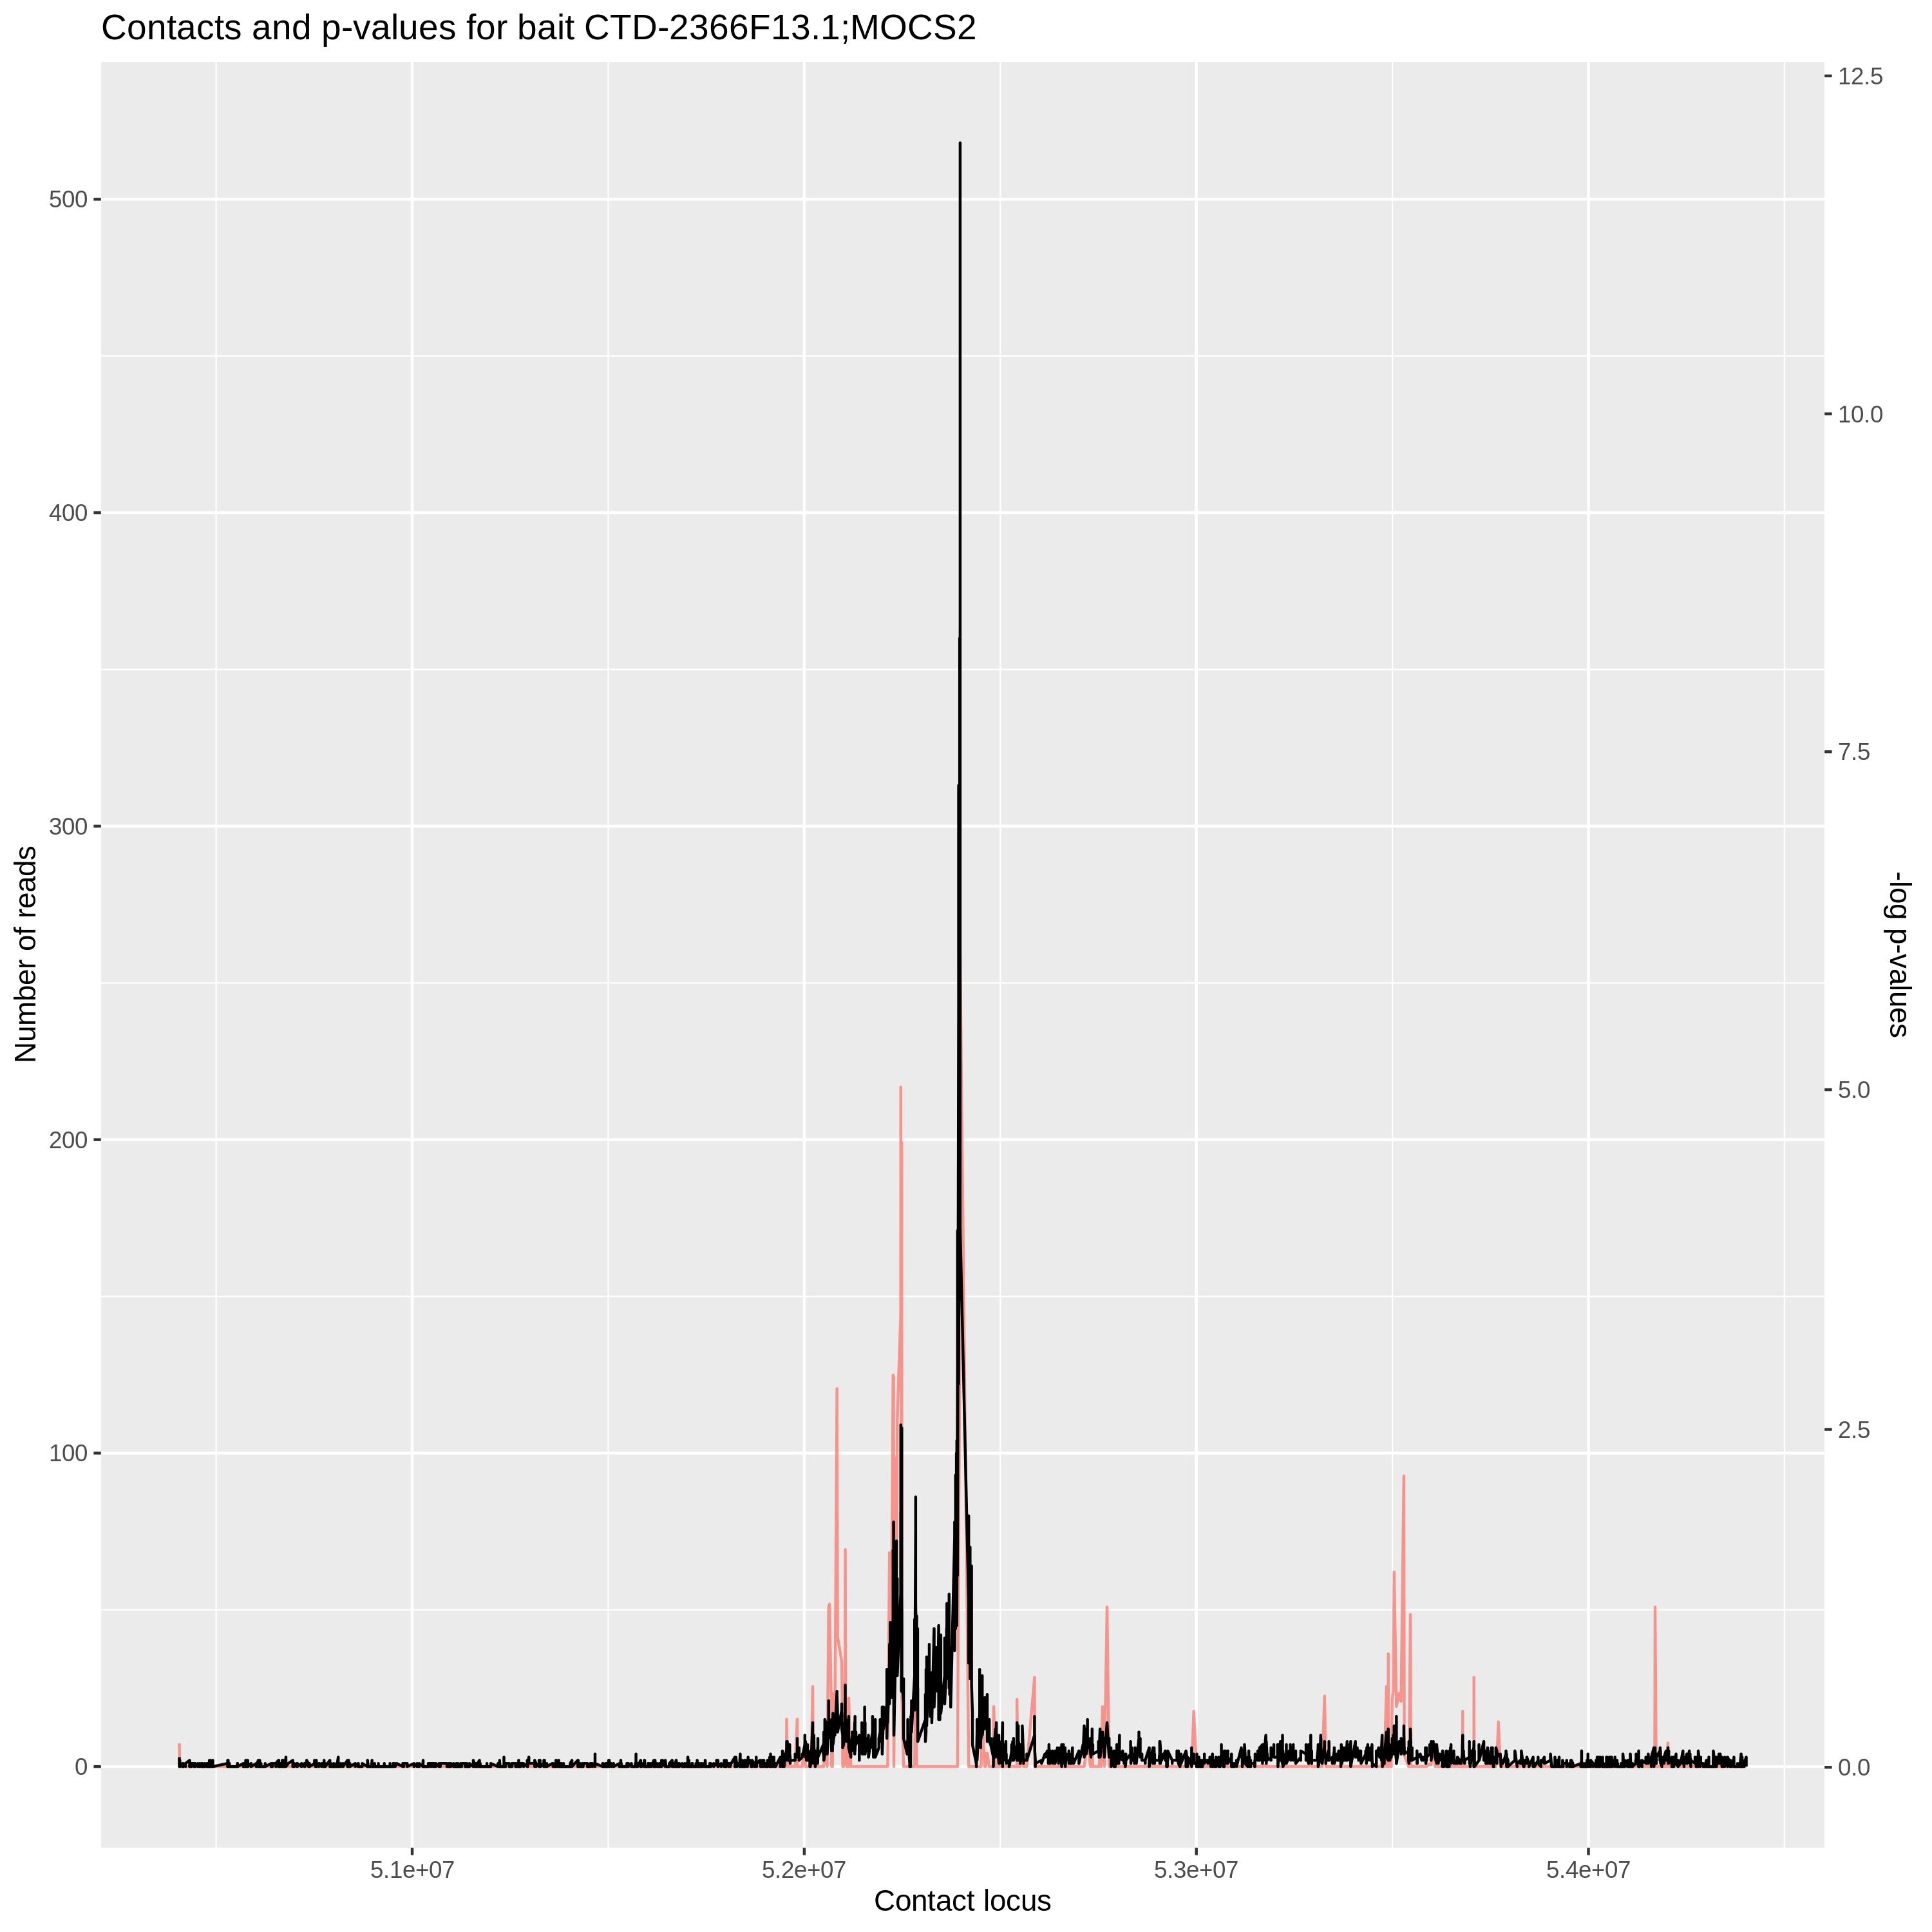 Contacts and p-values for bait CTD-2366F13.1;MOCS2
500
400
300
200
100
0
Number of reads
12.5
10.0
7.5
5.0
2.5
0.0
-log p-values
5.1e+07
5.2e+07
5.3e+07
5.4e+07
Contact locus